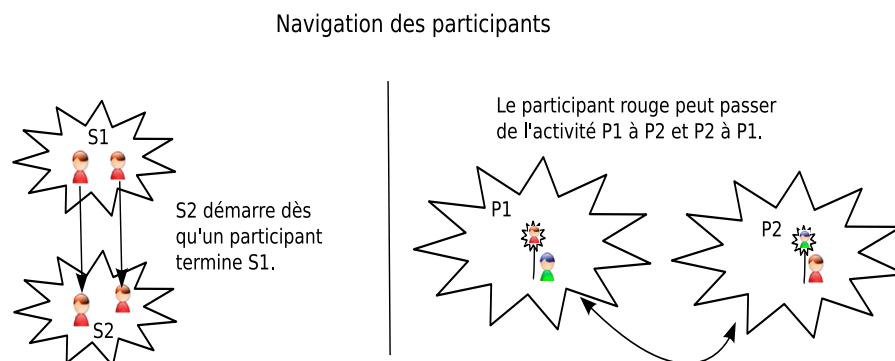 Navigation des participants
S1
S2 démarre dès
qu'un participant
termine S1.
S2
Le participant rouge peut passer
de l'activité P1 à P2 et P2 à P1.
P1
P2